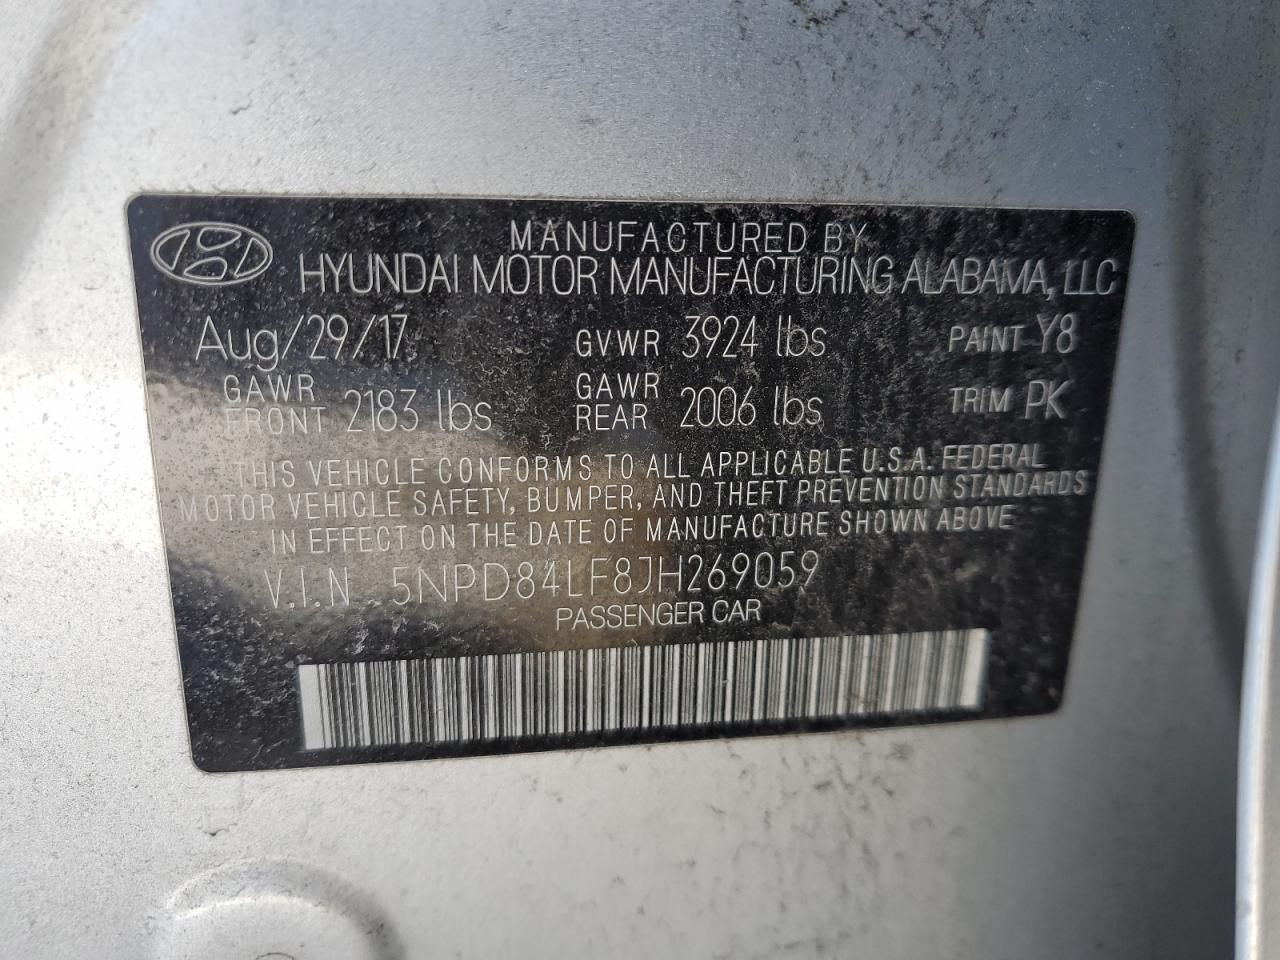 MANUFACTURED BY
HYUNDAI MOTOR MANUFACTURING ALABAMA, LLC
Aug/29/17 GVWR 3924 lbs PAINT Y8
GAWR FRONT 2183 lbs GAWR REAR 2006 lbs TRIM PK
THIS VEHICLE CONFORMS TO ALL APPLICABLE U.S.A. FEDERAL
MOTOR VEHICLE SAFETY, BUMPER, AND THEFT PREVENTION STANDARDS
IN EFFECT ON THE DATE OF MANUFACTURE SHOWN ABOVE
V.I.N 5NPD84LF8JH269059
PASSENGER CAR